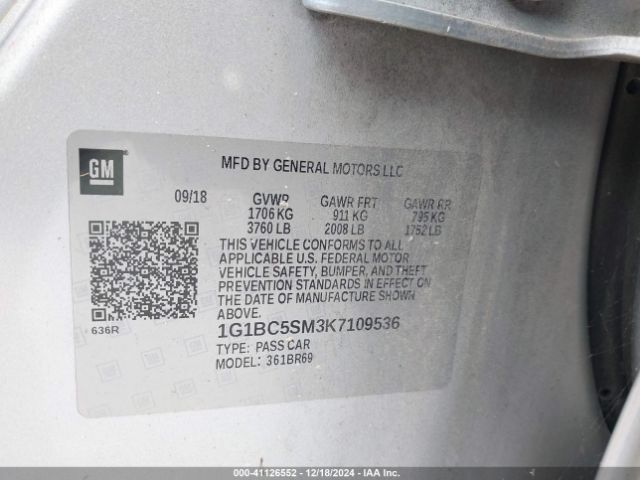 GM
MFD BY GENERAL MOTORS LLC
09/18 GVWR GAWR FRT GAWR RR
1706 KG 911 KG 795 KG
3760 LB 2008 LB 1752 LB
THIS VEHICLE CONFORMS TO ALL
APPLICABLE U.S. FEDERAL MOTOR
VEHICLE SAFETY, BUMPER, AND THEFT
PREVENTION STANDARDS IN EFFECT ON
THE DATE OF MANUFACTURE SHOWN
ABOVE.
636R
1G1BC5SM3K7109536
TYPE: PASS CAR
MODEL: 361BR69
00-41126552 - 12/18/2024 - IAA Inc.